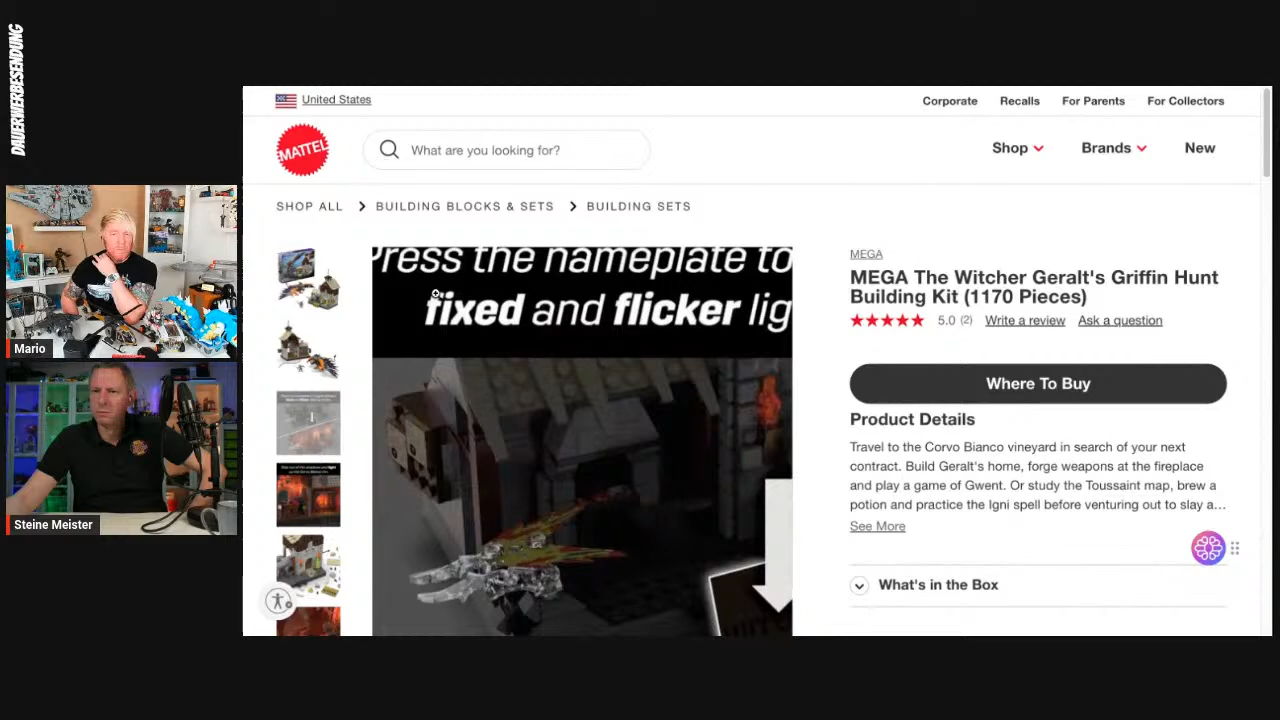 DAUERWERBESENDUNG
United States
Corporate Recalls For Parents For Collectors
MATTEL
What are you looking for?
Shop Brands New
SHOP ALL > BUILDING BLOCKS & SETS > BUILDING SETS
Press the nameplate to
fixed and flicker lig
MEGA
MEGA The Witcher Geralt's Griffin Hunt
Building Kit (1170 Pieces)
5.0 (2) Write a review Ask a question
Where To Buy
Product Details
Travel to the Corvo Bianco vineyard in search of your next
contract. Build Geralt's home, forge weapons at the fireplace
and play a game of Gwent. Or study the Toussaint map, brew a
potion and practice the Igni spell before venturing out to slay a...
See More
What's in the Box
Mario
Steine Meister